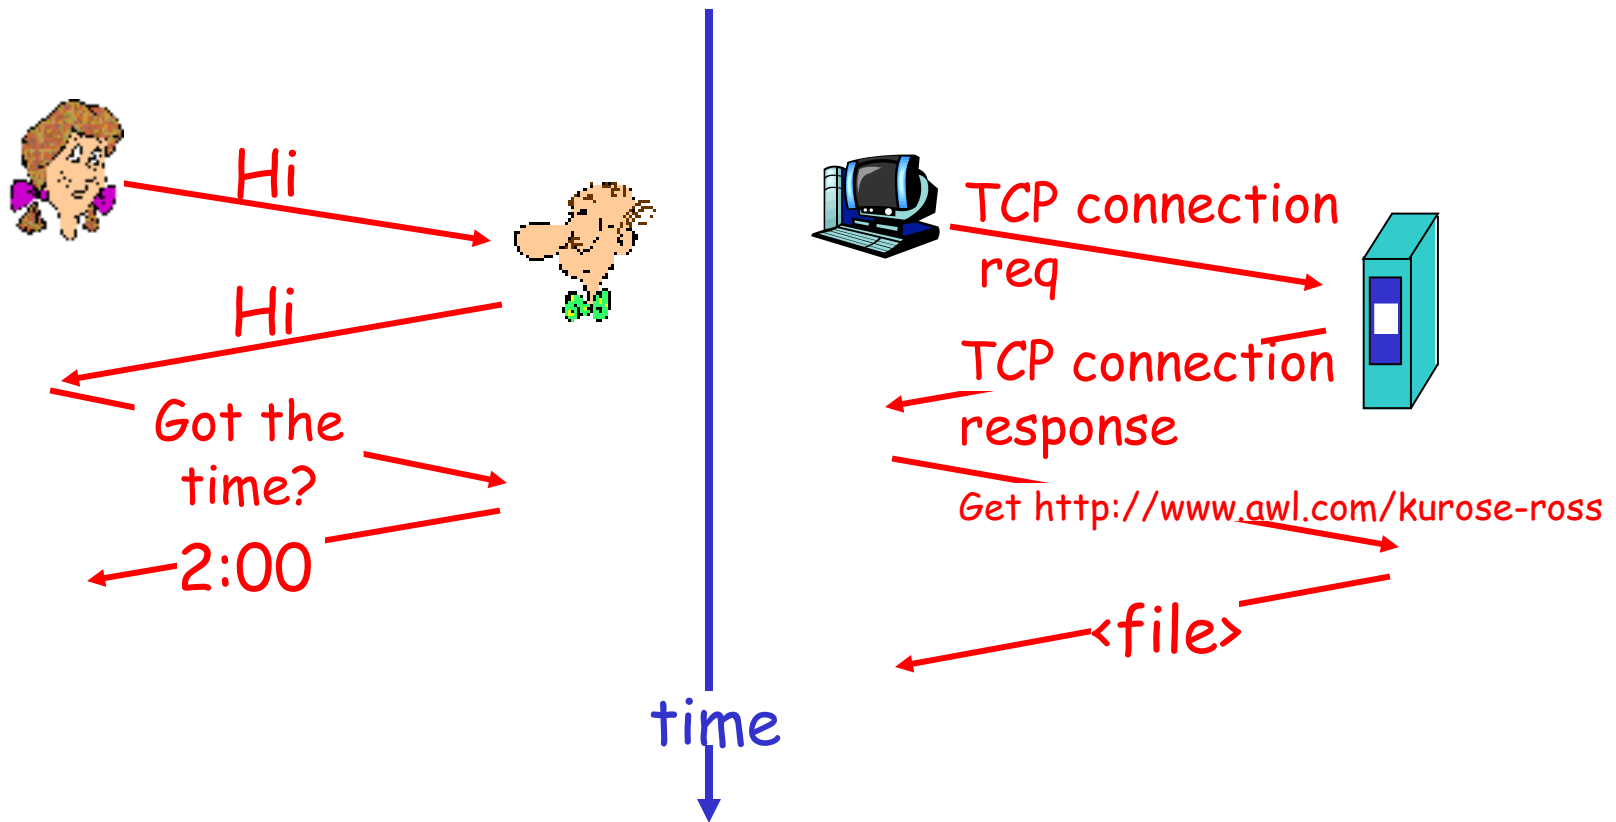 Hi
Hi
Got the
time?
2:00
TCP connection
req
TCP connection
response
Get http://www.awl.com/kurose-ross
<file>
time